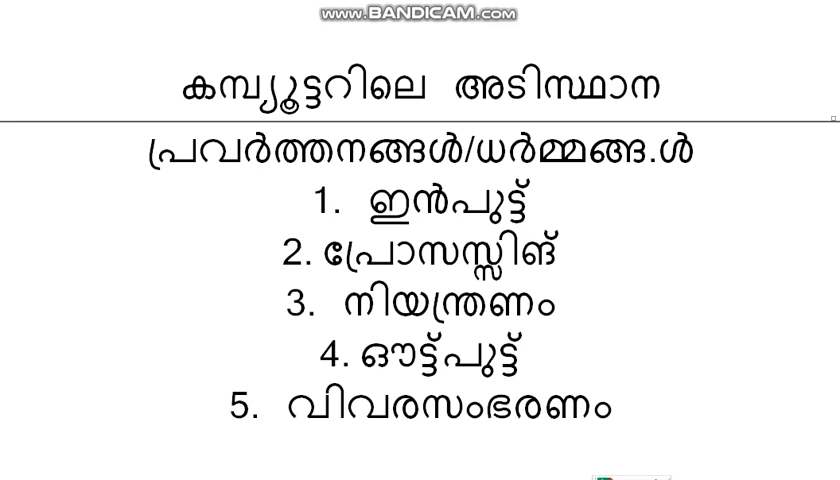 www.BANDICAM.com
കമ്പ്യൂട്ടറിലെ അടിസ്ഥാന
പ്രവർത്തനങ്ങൾ/ധർമ്മങ്ങ.ൾ
1. ഇൻപുട്ട്
2. പ്രോസസ്സിങ്
3. നിയന്ത്രണം
4. ഔട്ട്പുട്ട്
5. വിവരസംഭരണം